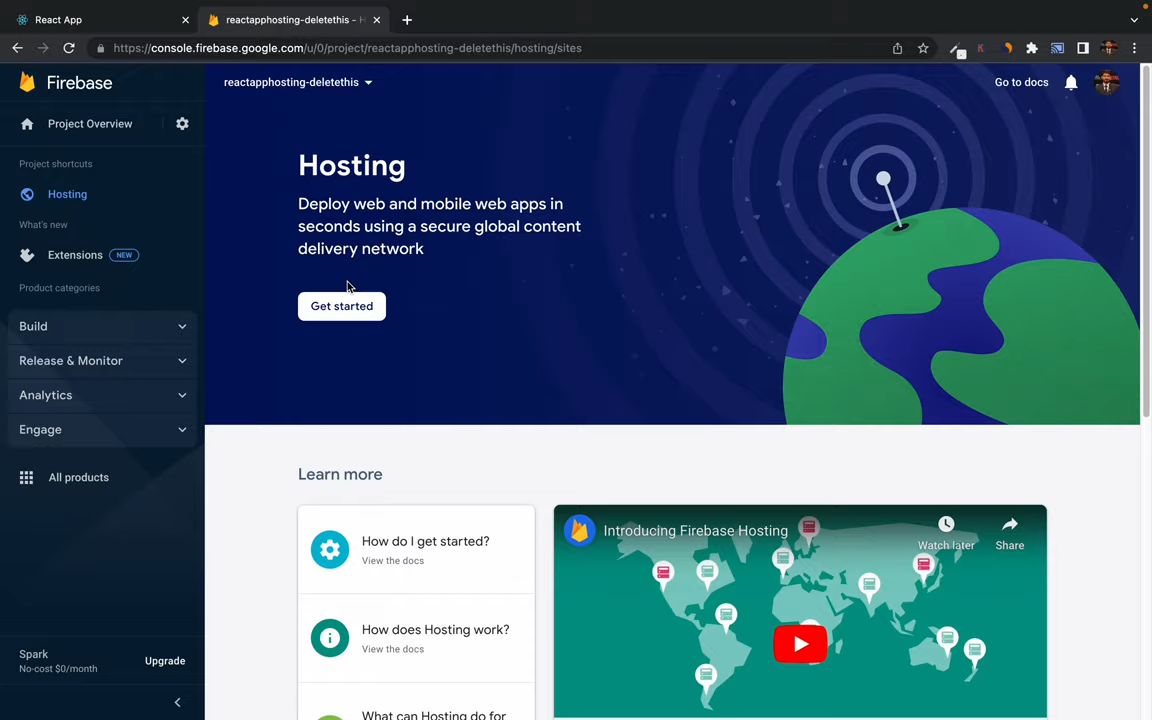 React App
reactapphosting-deletethis - H
https://console.firebase.google.com/u/0/project/reactapphosting-deletethis/hosting/sites
K
Firebase
reactapphosting-deletethis
Go to docs
Project Overview
Project shortcuts
Hosting
What's new
Extensions
NEW
Product categories
Build
Release & Monitor
Analytics
Engage
All products
Spark
No-cost $0/month
Upgrade
Hosting
Deploy web and mobile web apps in
seconds using a secure global content
delivery network
Get started
Learn more
How do I get started?
View the docs
How does Hosting work?
View the docs
What can Hosting do for
Introducing Firebase Hosting
Watch later
Share